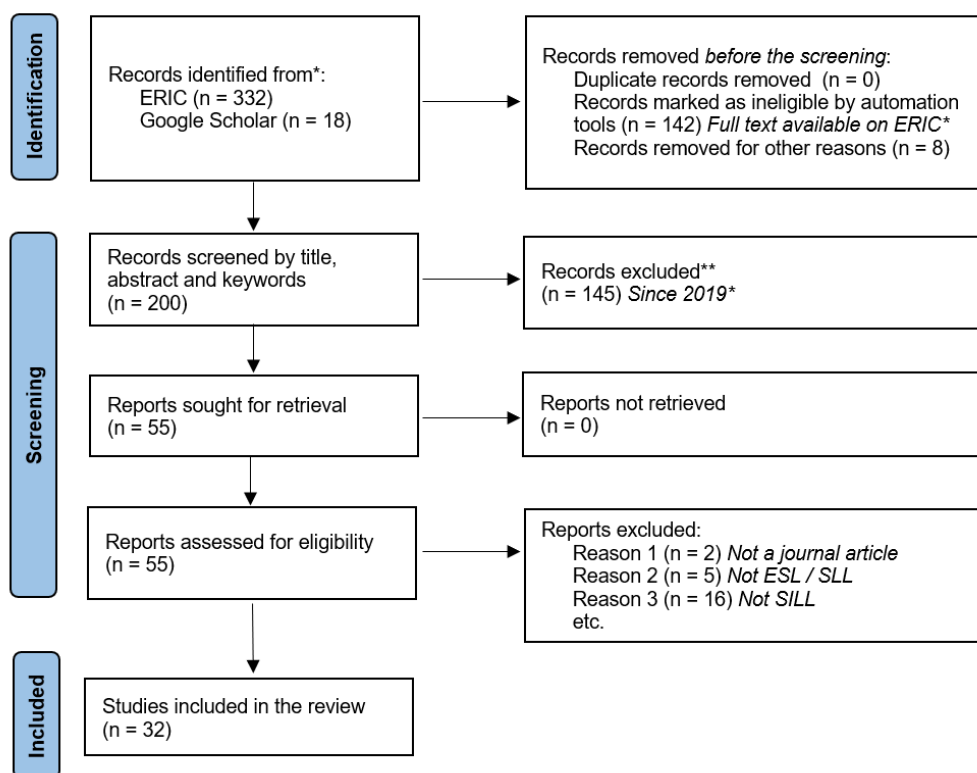 Identification
Records identified from*:
ERIC (n = 332)
Google Scholar (n = 18)
Records removed before the screening:
Duplicate records removed (n = 0)
Records marked as ineligible by automation
tools (n = 142) Full text available on ERIC*
Records removed for other reasons (n = 8)
Screening
Records screened by title,
abstract and keywords
(n = 200)
Records excluded**
(n = 145) Since 2019*
Reports sought for retrieval
(n = 55)
Reports not retrieved
(n = 0)
Reports assessed for eligibility
(n = 55)
Reports excluded:
Reason 1 (n = 2) Not a journal article
Reason 2 (n = 5) Not ESL / SLL
Reason 3 (n = 16) Not SILL
etc.
Included
Studies included in the review
(n = 32)